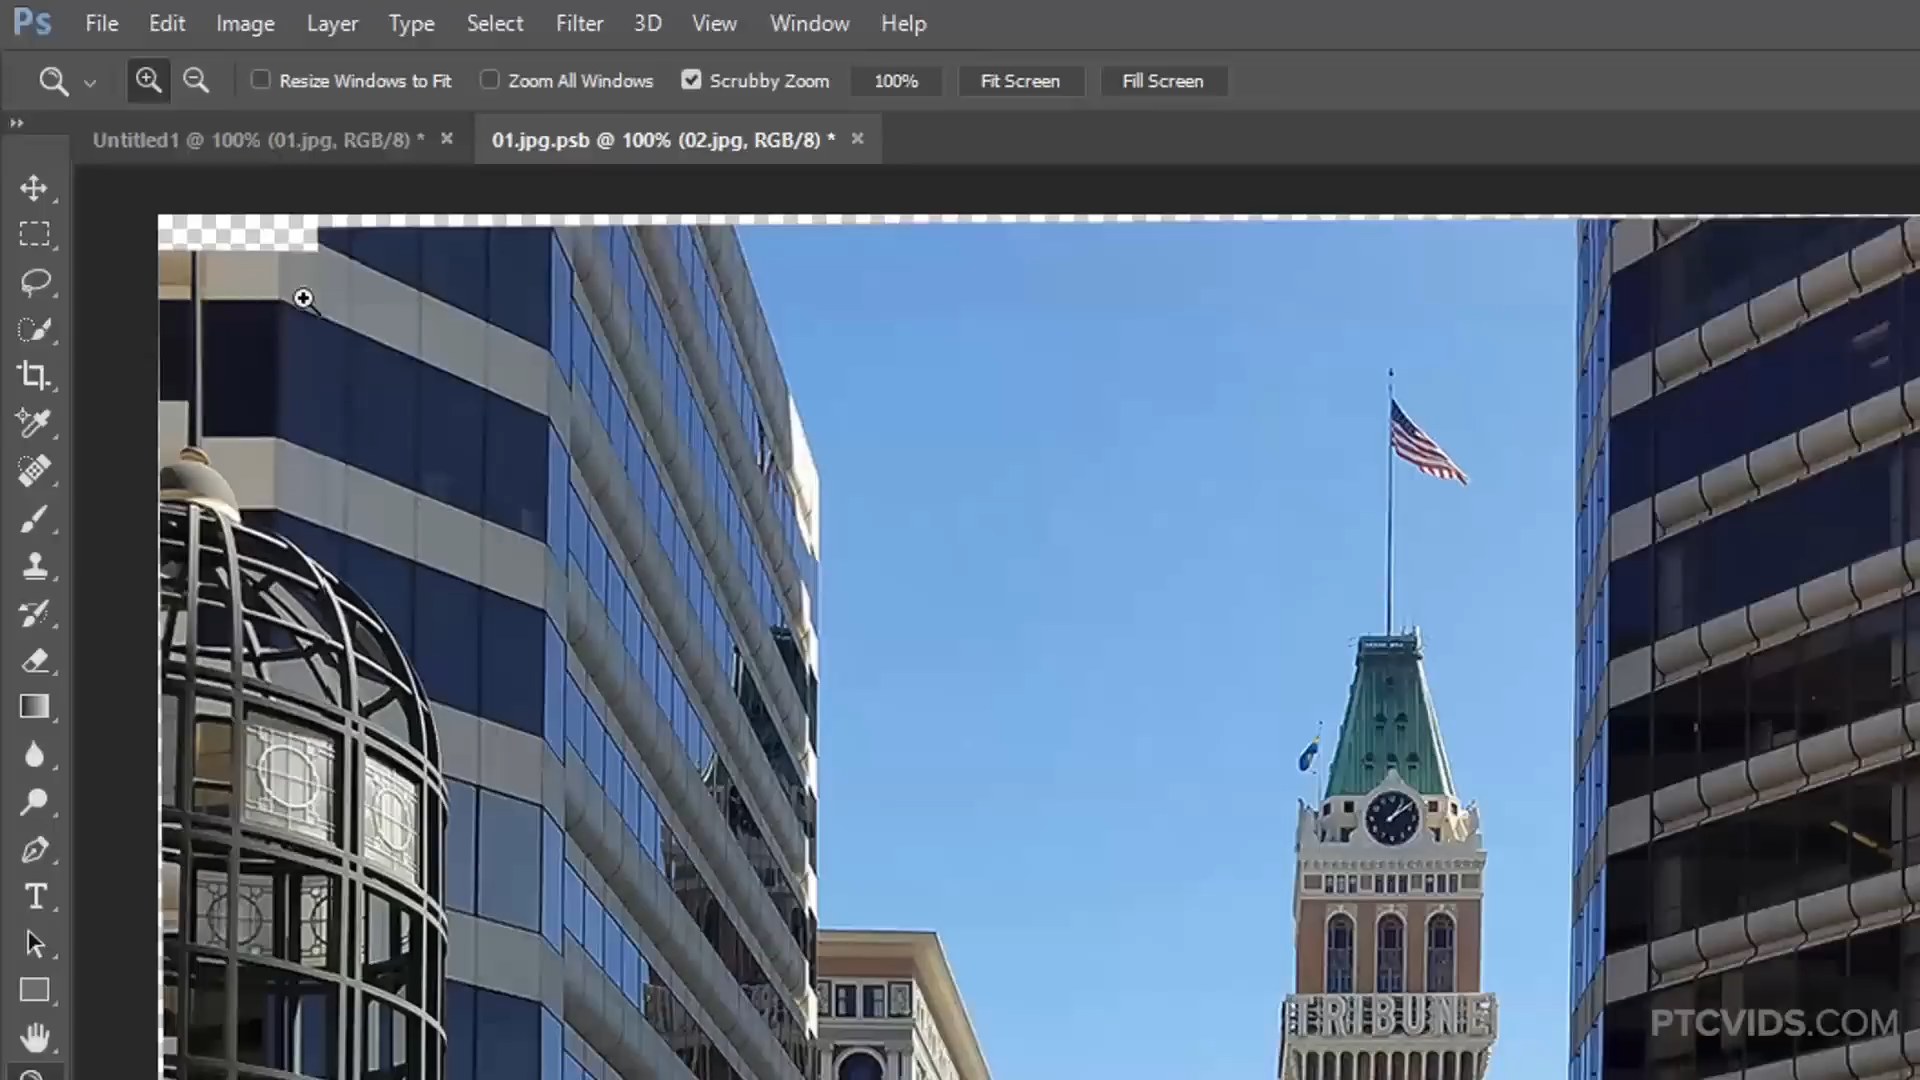 Ps File Edit Image Layer Type Select Filter 3D View Window Help
Resize Windows to Fit Zoom All Windows Scrubby Zoom 100% Fit Screen Fill Screen
Untitled1 @ 100% (01.jpg, RGB/8) * × 01.jpg.psb @ 100% (02.jpg, RGB/8) * ×
T
TRIBUNE
PTCVIDS.COM